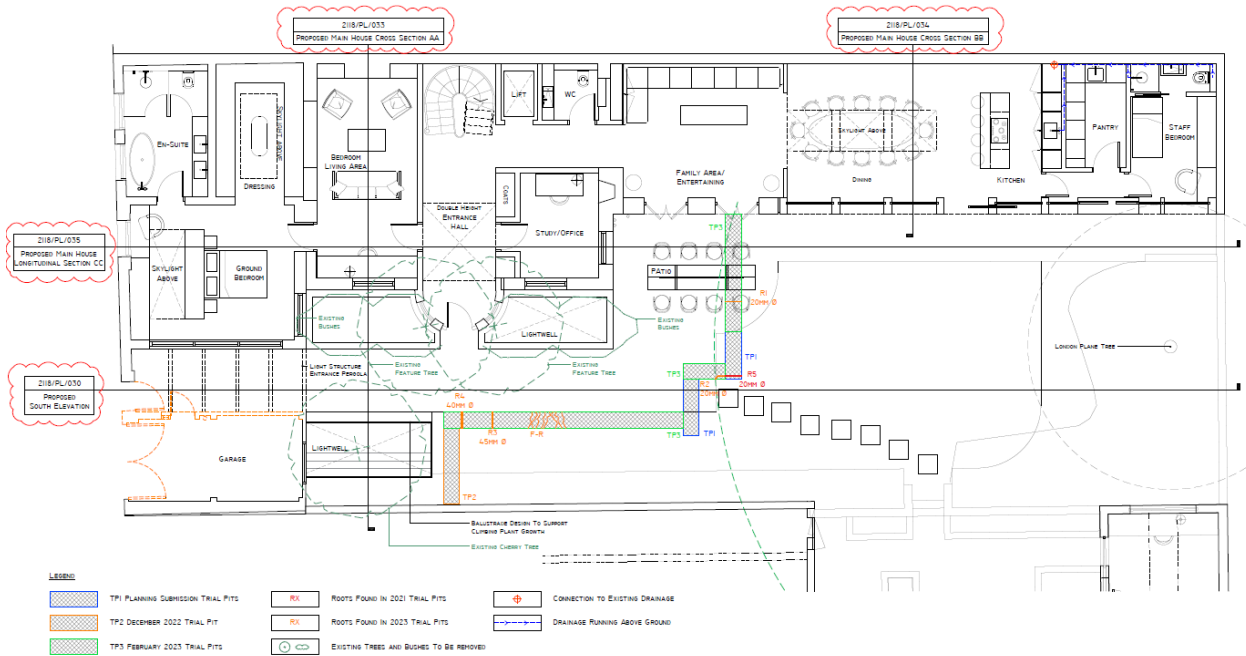 2118/PL/033
Proposed Main House Cross Section AA
2118/PL/034
Proposed Main House Cross Section BB
En-Suite
Skylight Above
Dressing
Bedroom
Living Area
Lift
WC
Coats
Double Height
Entrance
Hall
Study/Office
Family Area/
Entertaining
Skylight Above
Dining
Kitchen
Pantry
Staff
Bedroom
2118/PL/035
Proposed Main House
Longitudinal Section CC
Skylight
Above
Ground
Bedroom
TP3
Patio
R1
20mm Ø
Existing
Bushes
Lightwell
Existing
Bushes
London Plane Tree
Light Structure
Entrance Pergola
Existing
Feature Tree
Existing
Feature Tree
TP1
TP3
R2
20mm Ø
R5
20mm Ø
2118/PL/030
Proposed
South Elevation
R4
40mm Ø
R3
45mm Ø
F-R
TP3
TP1
Garage
Lightwell
TP2
Balustrade Design To Support
Climbing Plant Growth
Existing Cherry Tree
Legend
TP1 Planning Submission Trial Pits
RX
Roots Found In 2021 Trial Pits
Connection to Existing Drainage
TP2 December 2022 Trial Pit
RX
Roots Found In 2023 Trial Pits
Drainage Running Above Ground
TP3 February 2023 Trial Pits
Existing Trees and Bushes To Be removed